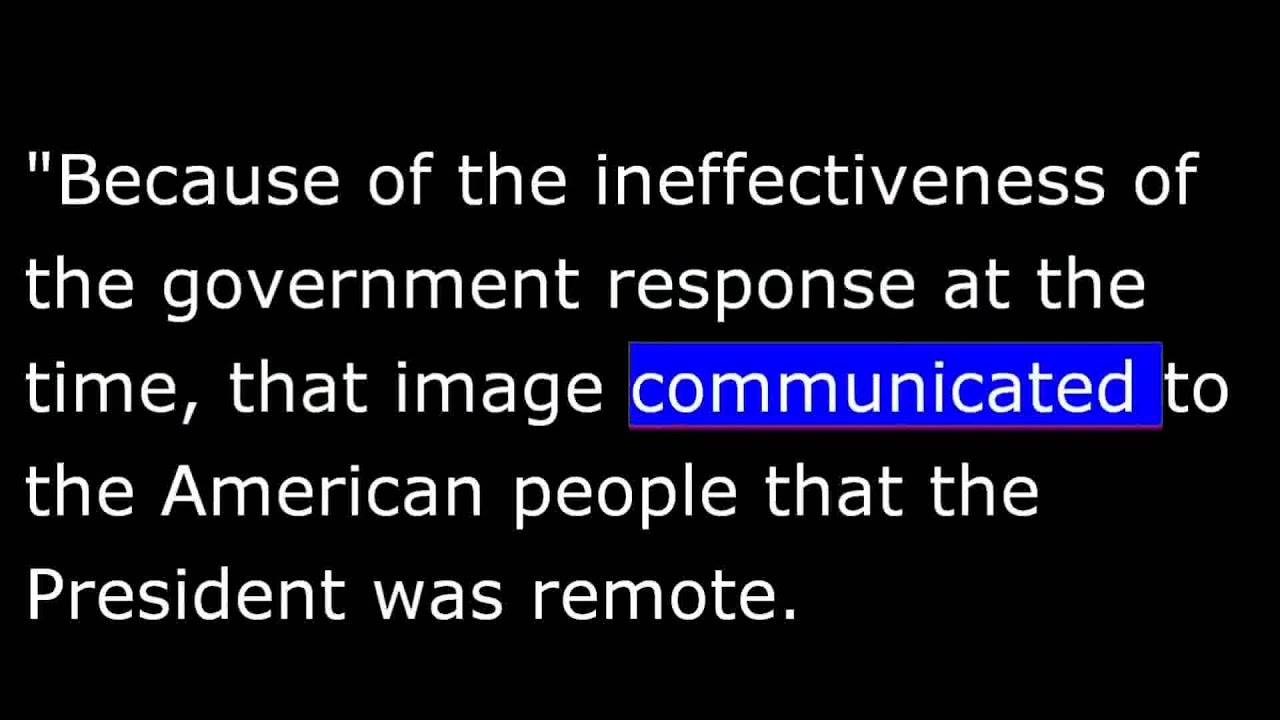 "Because of the ineffectiveness of
the government response at the
time, that image communicated to
the American people that the
President was remote.